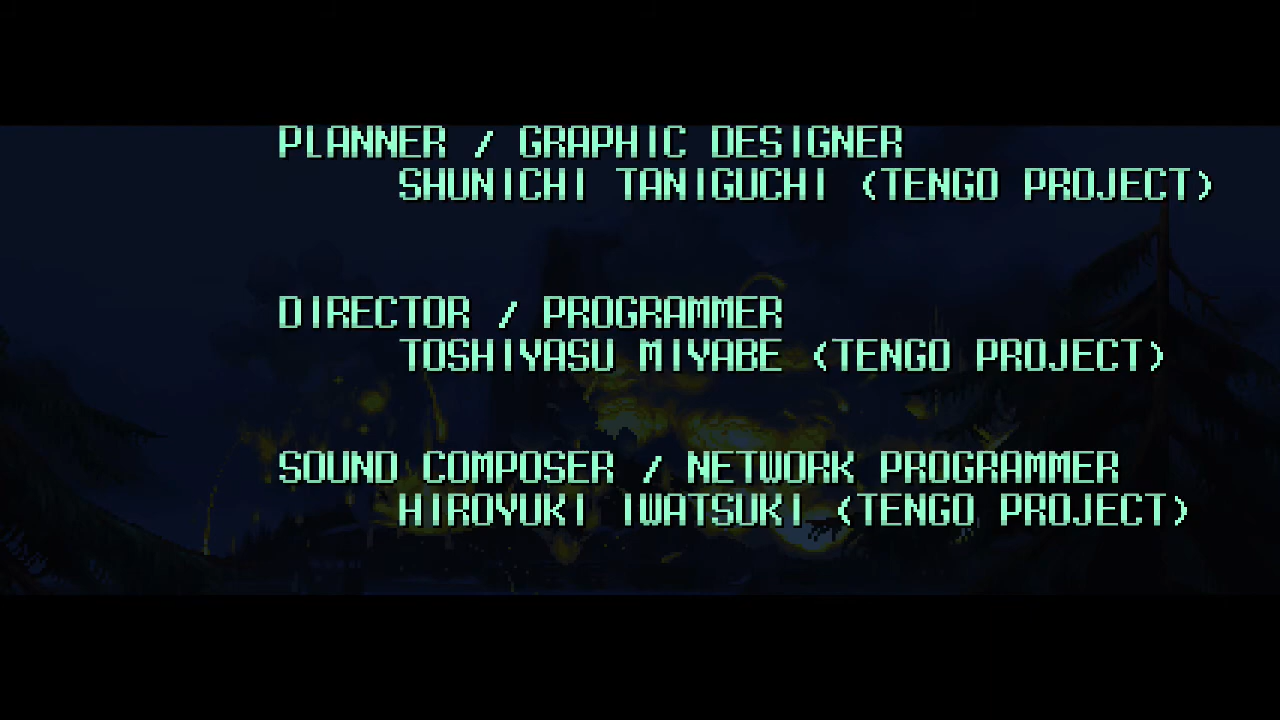 PLANNER / GRAPHIC DESIGNER
SHUNICHI TANIGUCHI (TENGO PROJECT)
DIRECTOR / PROGRAMMER
TOSHIYASU MIYABE (TENGO PROJECT)
SOUND COMPOSER / NETWORK PROGRAMMER
HIROYUKI IWATSUKI (TENGO PROJECT)